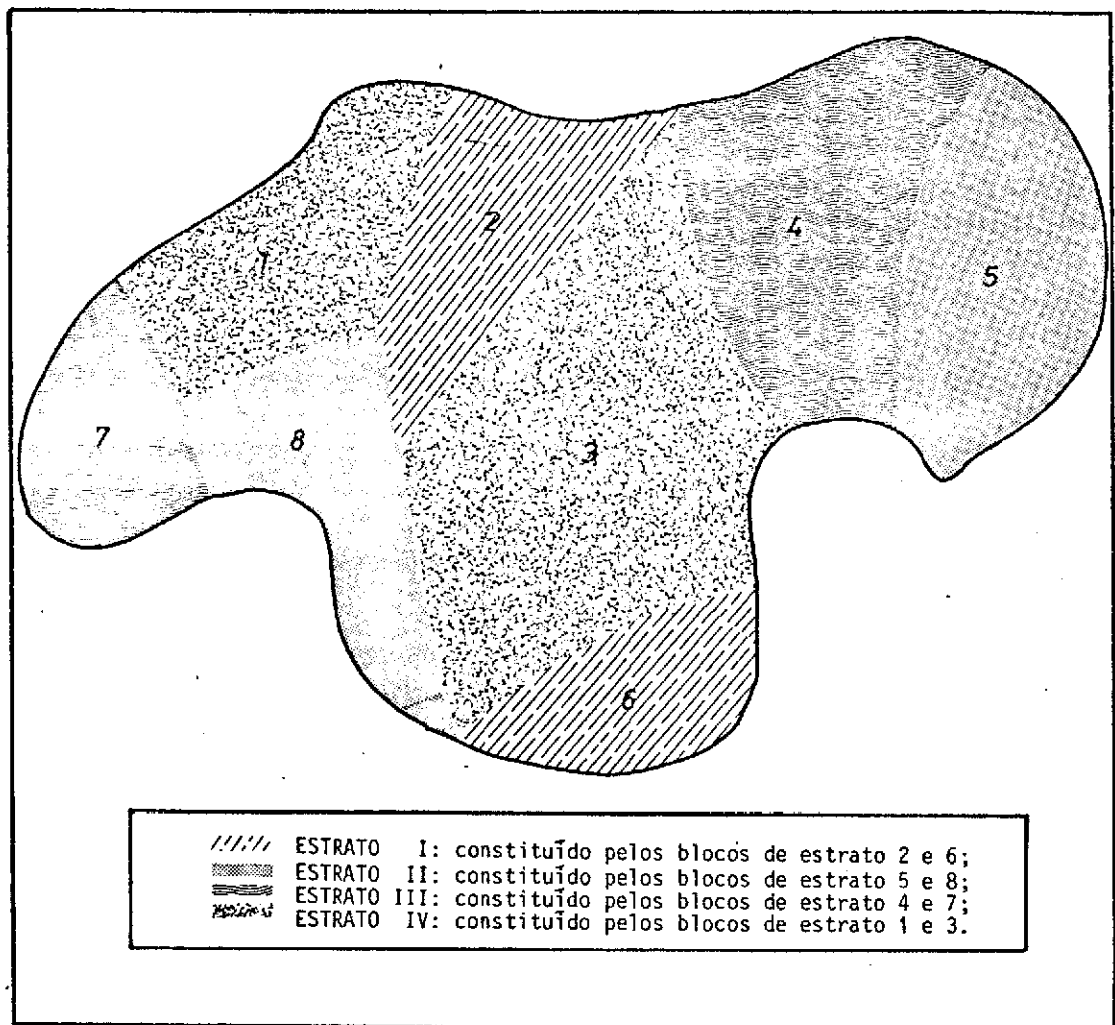 2
1
4
5
7
8
3
6
ESTRATO I: constituído pelos blocos de estrato 2 e 6;
ESTRATO II: constituído pelos blocos de estrato 5 e 8;
ESTRATO III: constituído pelos blocos de estrato 4 e 7;
ESTRATO IV: constituído pelos blocos de estrato 1 e 3.